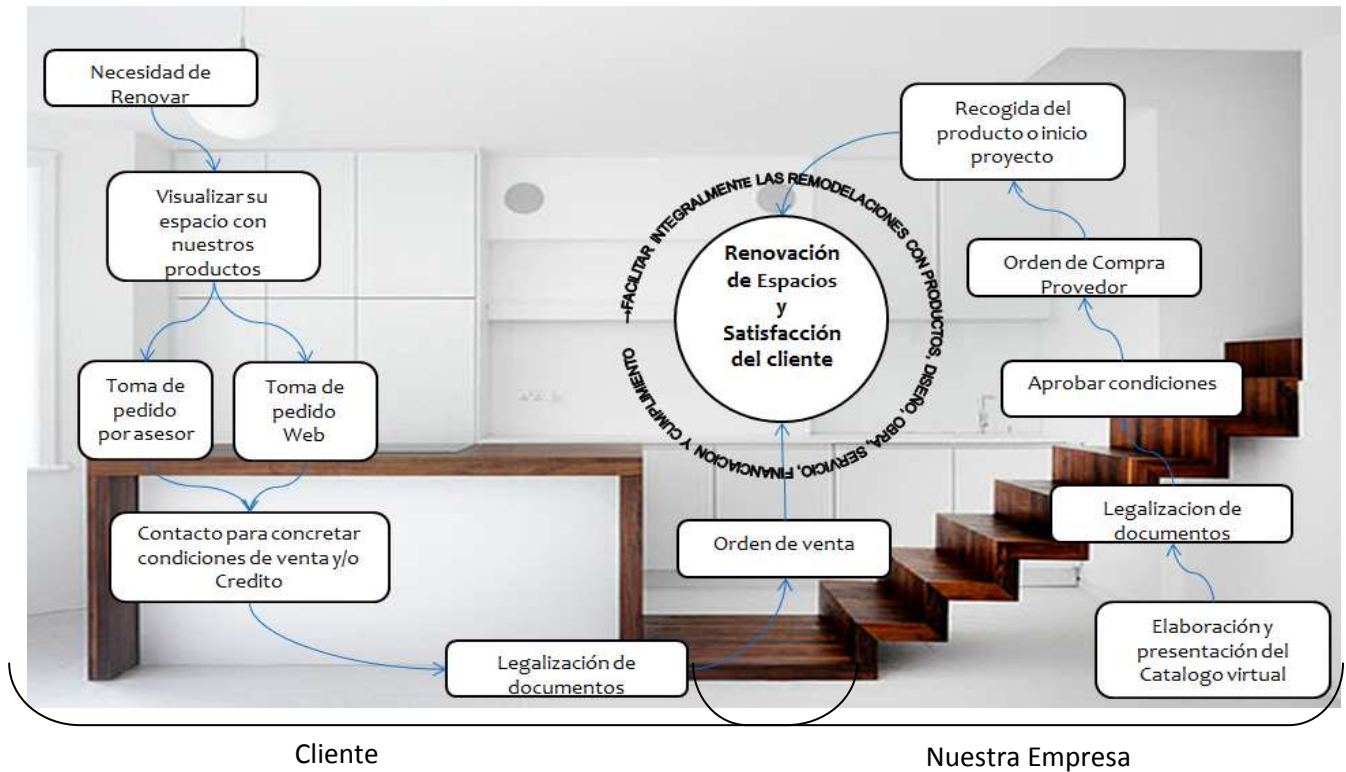 Necesidad de
Renovar
Visualizar su
espacio con
nuestros
productos
Toma de
pedido
por asesor
Toma de
pedido
Web
Contacto para concretar
condiciones de venta y/o
Credito
Legalización de
documentos
Orden de venta
Renovación
de Espacios
y
Satisfacción
del cliente
→FACILITAR INTEGRALMENTE LAS REMODELACIONES CON PRODUCTOS, DISEÑO, OBRA, SERVICIO, FINANCIACION Y CUMPLIMIENTO
Recogida del
producto o inicio
proyecto
Orden de Compra
Provedor
Aprobar condiciones
Legalizacion de
documentos
Elaboración y
presentación del
Catalogo virtual
Cliente
Nuestra Empresa